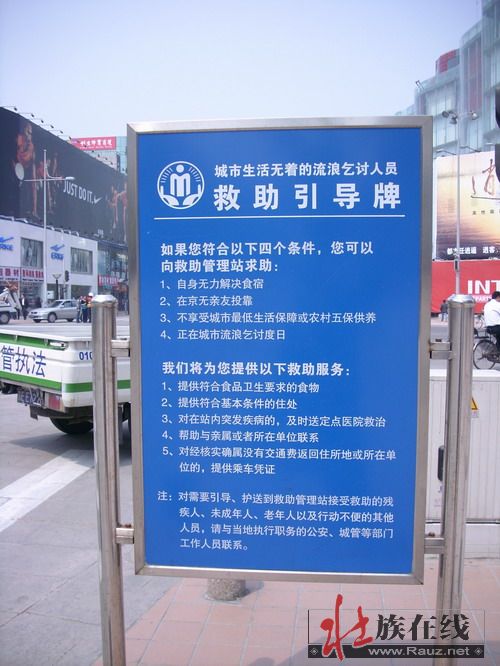 城市生活无着的流浪乞讨人员
救助引导牌
如果您符合以下四个条件，您可以
向救助管理站求助：
1、自身无力解决食宿
2、在京无亲友投靠
3、不享受城市最低生活保障或农村五保供养
4、正在城市流浪乞讨度日
我们将为您提供以下救助服务：
1、提供符合食品卫生要求的食物
2、提供符合基本条件的住处
3、对在站内突发疾病的，及时送定点医院救治
4、帮助与亲属或者所在单位联系
5、对经核实确属没有交通费返回住所地或所在单
位的，提供乘车凭证
注：对需要引导、护送到救助管理站接受救助的残
疾人、未成年人、老年人以及行动不便的其他
人员，请与当地执行职务的公安、城管等部门
工作人员联系。
JUST DO IT.
管执法
01
INT
壮族在线
www.Rauz.net